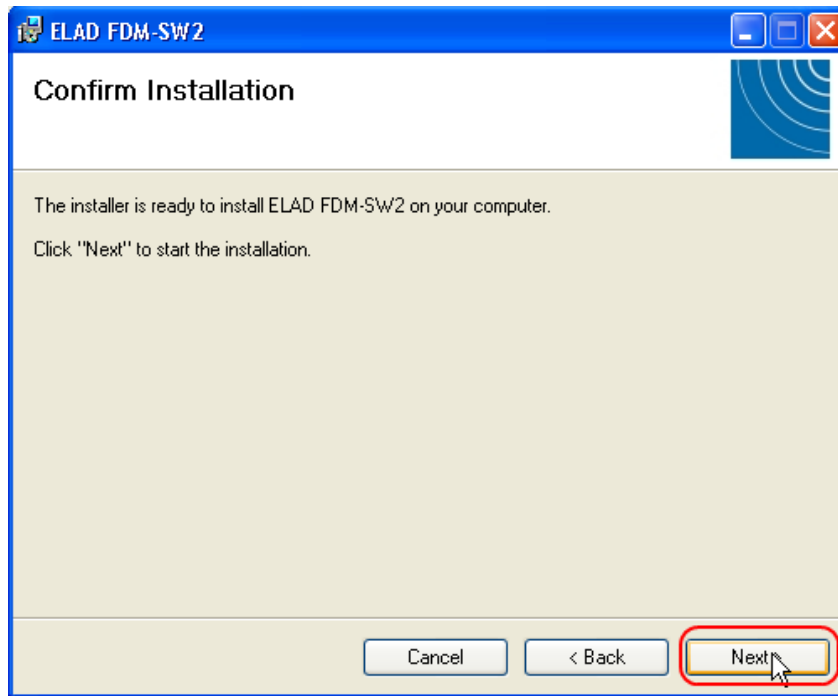 ELAD FDM-SW2
Confirm Installation
The installer is ready to install ELAD FDM-SW2 on your computer.
Click "Next" to start the installation.
Cancel
< Back
Next